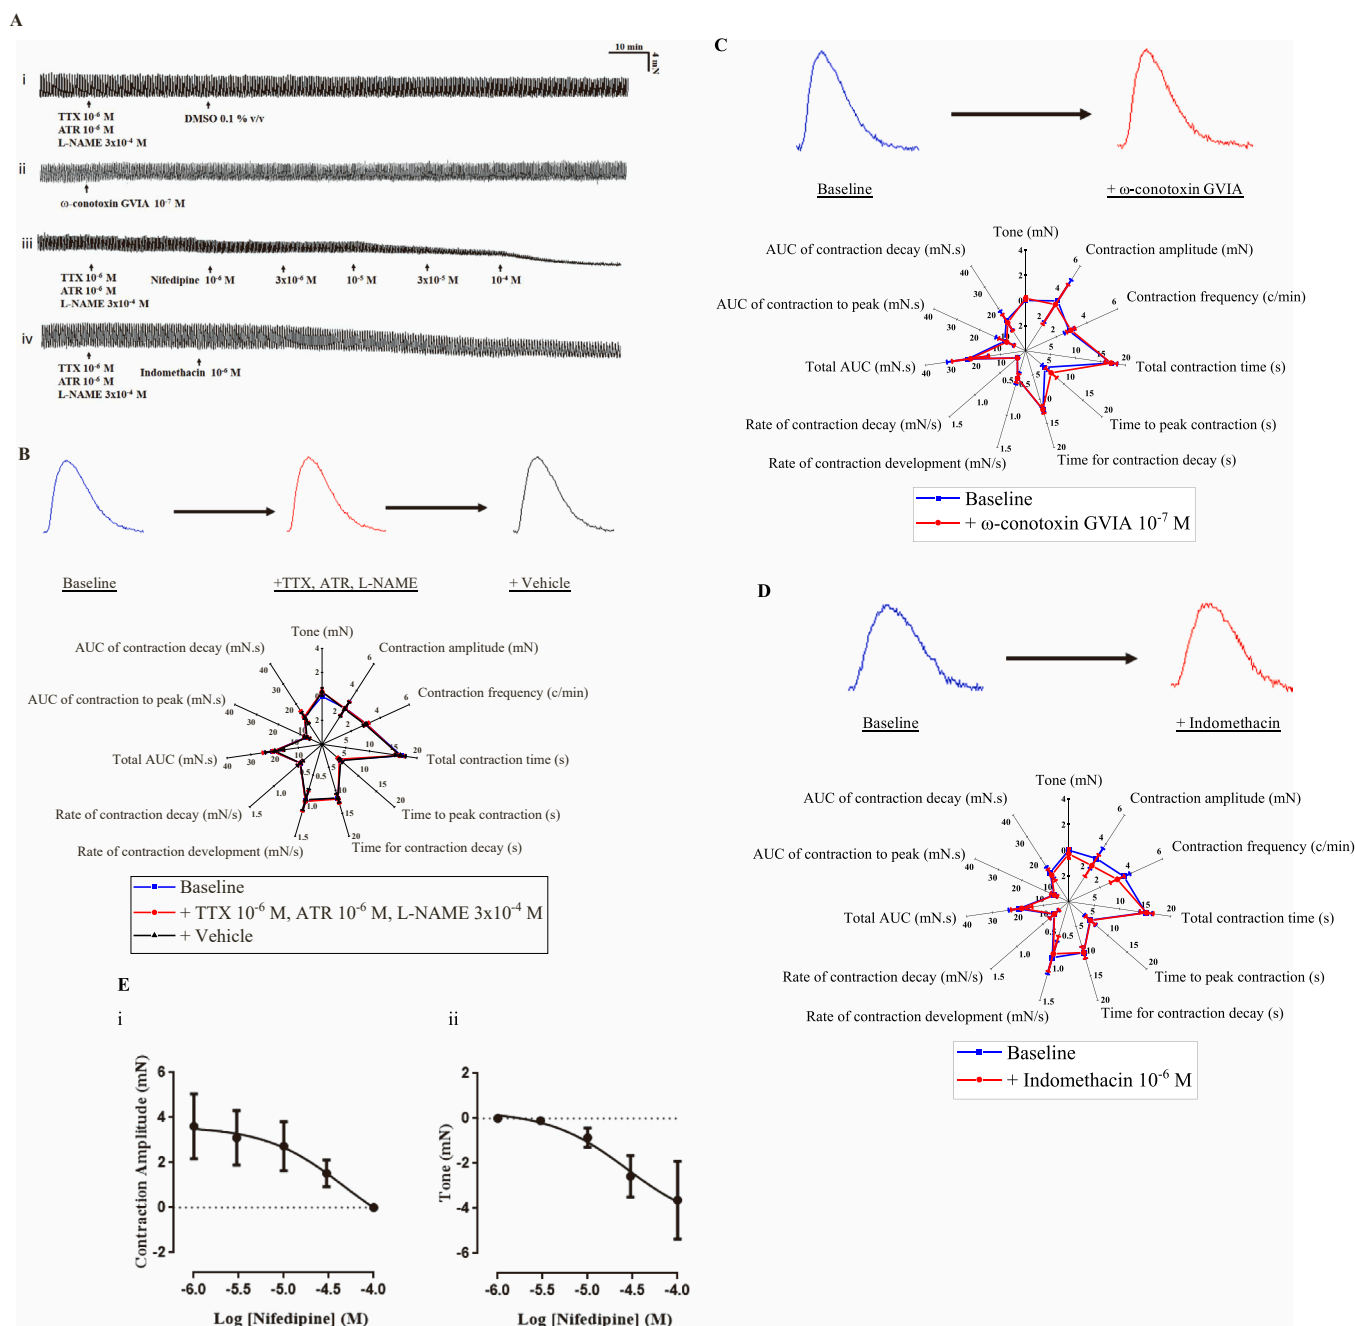 A
10 min
4 mN
i
TTX 10-6 M
ATR 10-6 M
L-NAME 3x10-4 M
DMSO 0.1 % v/v
ii
ω-conotoxin GVIA 10-7 M
iii
TTX 10-6 M
ATR 10-6 M
L-NAME 3x10-4 M
Nifedipine 10-6 M
3x10-6 M
10-5 M
3x10-5 M
10-4 M
iv
TTX 10-6 M
ATR 10-6 M
L-NAME 3x10-4 M
Indomethacin 10-6 M
B
Baseline
+TTX, ATR, L-NAME
+ Vehicle
Tone (mN)
Contraction amplitude (mN)
Contraction frequency (c/min)
Total contraction time (s)
Time to peak contraction (s)
Time for contraction decay (s)
Rate of contraction development (mN/s)
Rate of contraction decay (mN/s)
Total AUC (mN.s)
AUC of contraction to peak (mN.s)
AUC of contraction decay (mN.s)
Baseline
+ TTX 10-6 M, ATR 10-6 M, L-NAME 3x10-4 M
+ Vehicle
C
Baseline
+ ω-conotoxin GVIA
Tone (mN)
Contraction amplitude (mN)
Contraction frequency (c/min)
Total contraction time (s)
Time to peak contraction (s)
Time for contraction decay (s)
Rate of contraction development (mN/s)
Rate of contraction decay (mN/s)
Total AUC (mN.s)
AUC of contraction to peak (mN.s)
AUC of contraction decay (mN.s)
Baseline
+ ω-conotoxin GVIA 10-7 M
D
Baseline
+ Indomethacin
Tone (mN)
Contraction amplitude (mN)
Contraction frequency (c/min)
Total contraction time (s)
Time to peak contraction (s)
Time for contraction decay (s)
Rate of contraction development (mN/s)
Rate of contraction decay (mN/s)
Total AUC (mN.s)
AUC of contraction to peak (mN.s)
AUC of contraction decay (mN.s)
Baseline
+ Indomethacin 10-6 M
E
i
Contraction Amplitude (mN)
6
4
2
0
-2
-6.0 -5.5 -5.0 -4.5 -4.0
Log [Nifedipine] (M)
ii
Tone (mN)
2
0
-2
-4
-6
-6.0 -5.5 -5.0 -4.5 -4.0
Log [Nifedipine] (M)